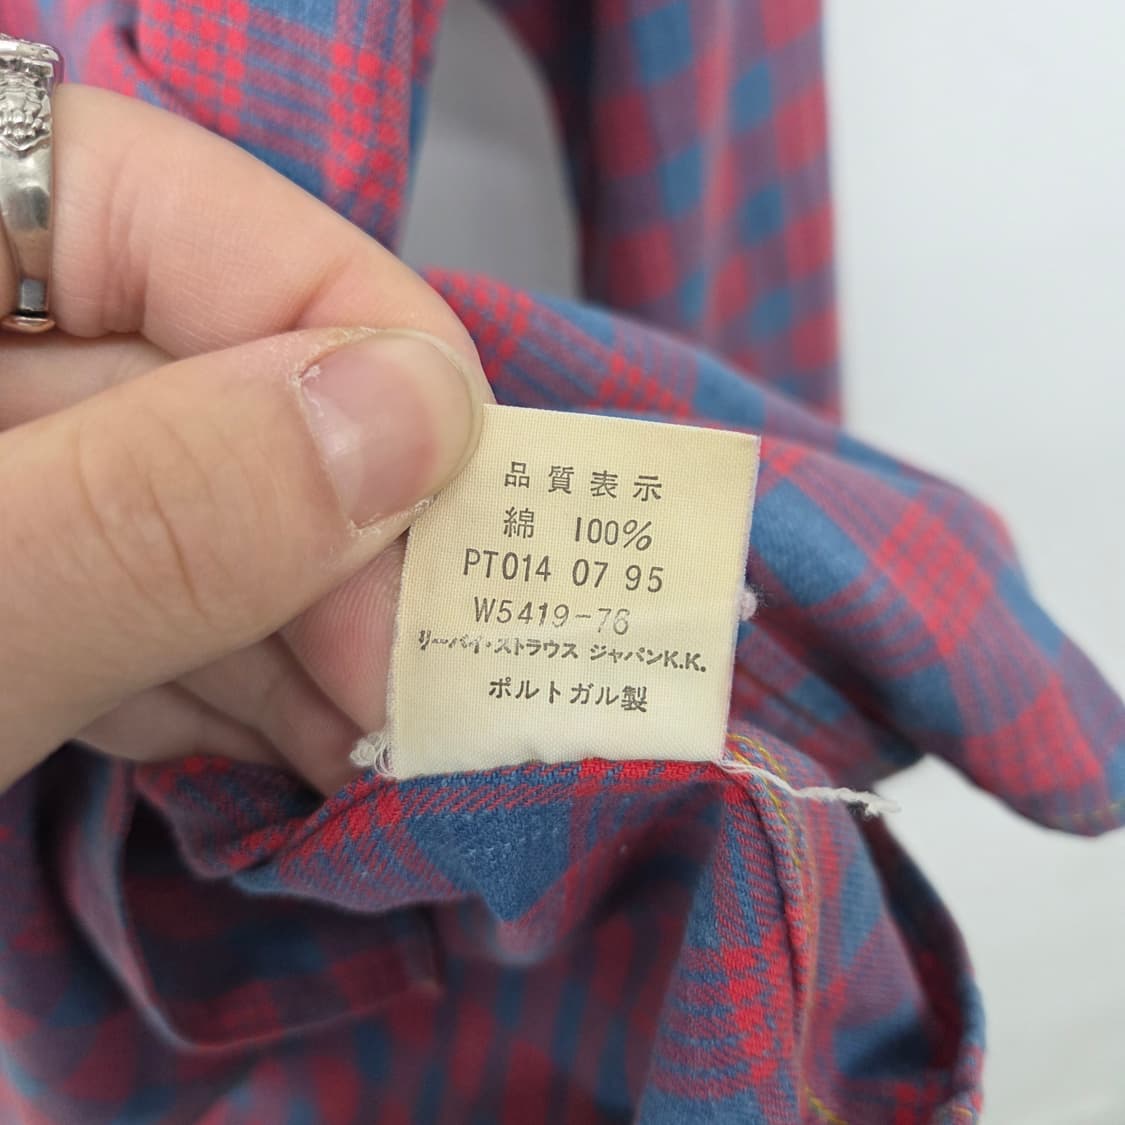 品質表示
綿 100%
PT014 07 95
W5419-76
リーバイ・ストラウス ジャパンK.K.
ポルトガル製